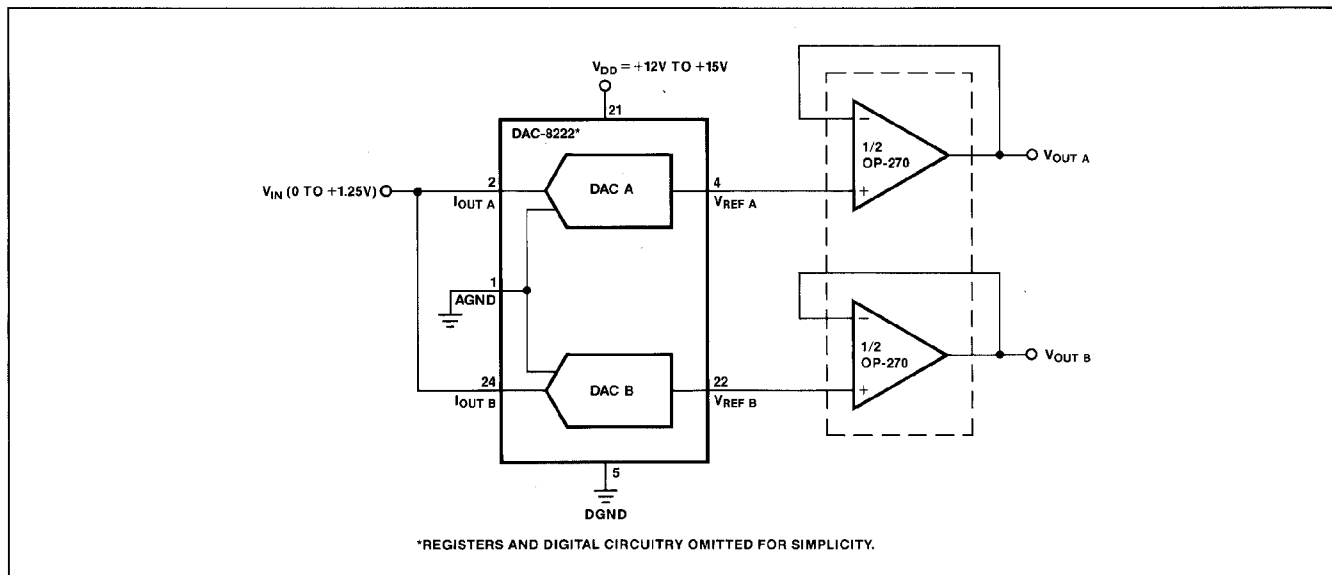 V_DD = +12V TO +15V
21
DAC-8222*
DAC A
2
I_OUT A
4
V_REF A
V_IN (0 TO +1.25V)
1
AGND
DAC B
24
I_OUT B
22
V_REF B
5
DGND
−
1/2
OP-270
+
V_OUT A
−
1/2
OP-270
+
V_OUT B
*REGISTERS AND DIGITAL CIRCUITRY OMITTED FOR SIMPLICITY.